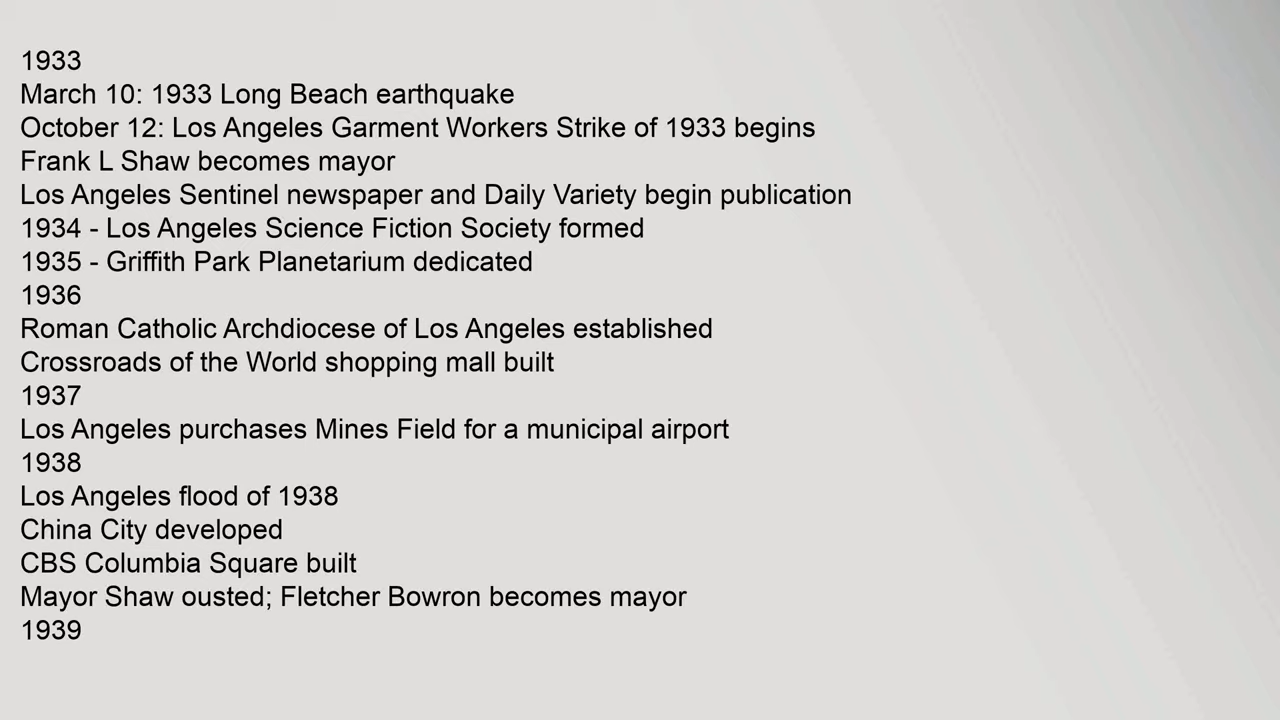 1933
March 10: 1933 Long Beach earthquake
October 12: Los Angeles Garment Workers Strike of 1933 begins
Frank L Shaw becomes mayor
Los Angeles Sentinel newspaper and Daily Variety begin publication
1934 - Los Angeles Science Fiction Society formed
1935 - Griffith Park Planetarium dedicated
1936
Roman Catholic Archdiocese of Los Angeles established
Crossroads of the World shopping mall built
1937
Los Angeles purchases Mines Field for a municipal airport
1938
Los Angeles flood of 1938
China City developed
CBS Columbia Square built
Mayor Shaw ousted; Fletcher Bowron becomes mayor
1939